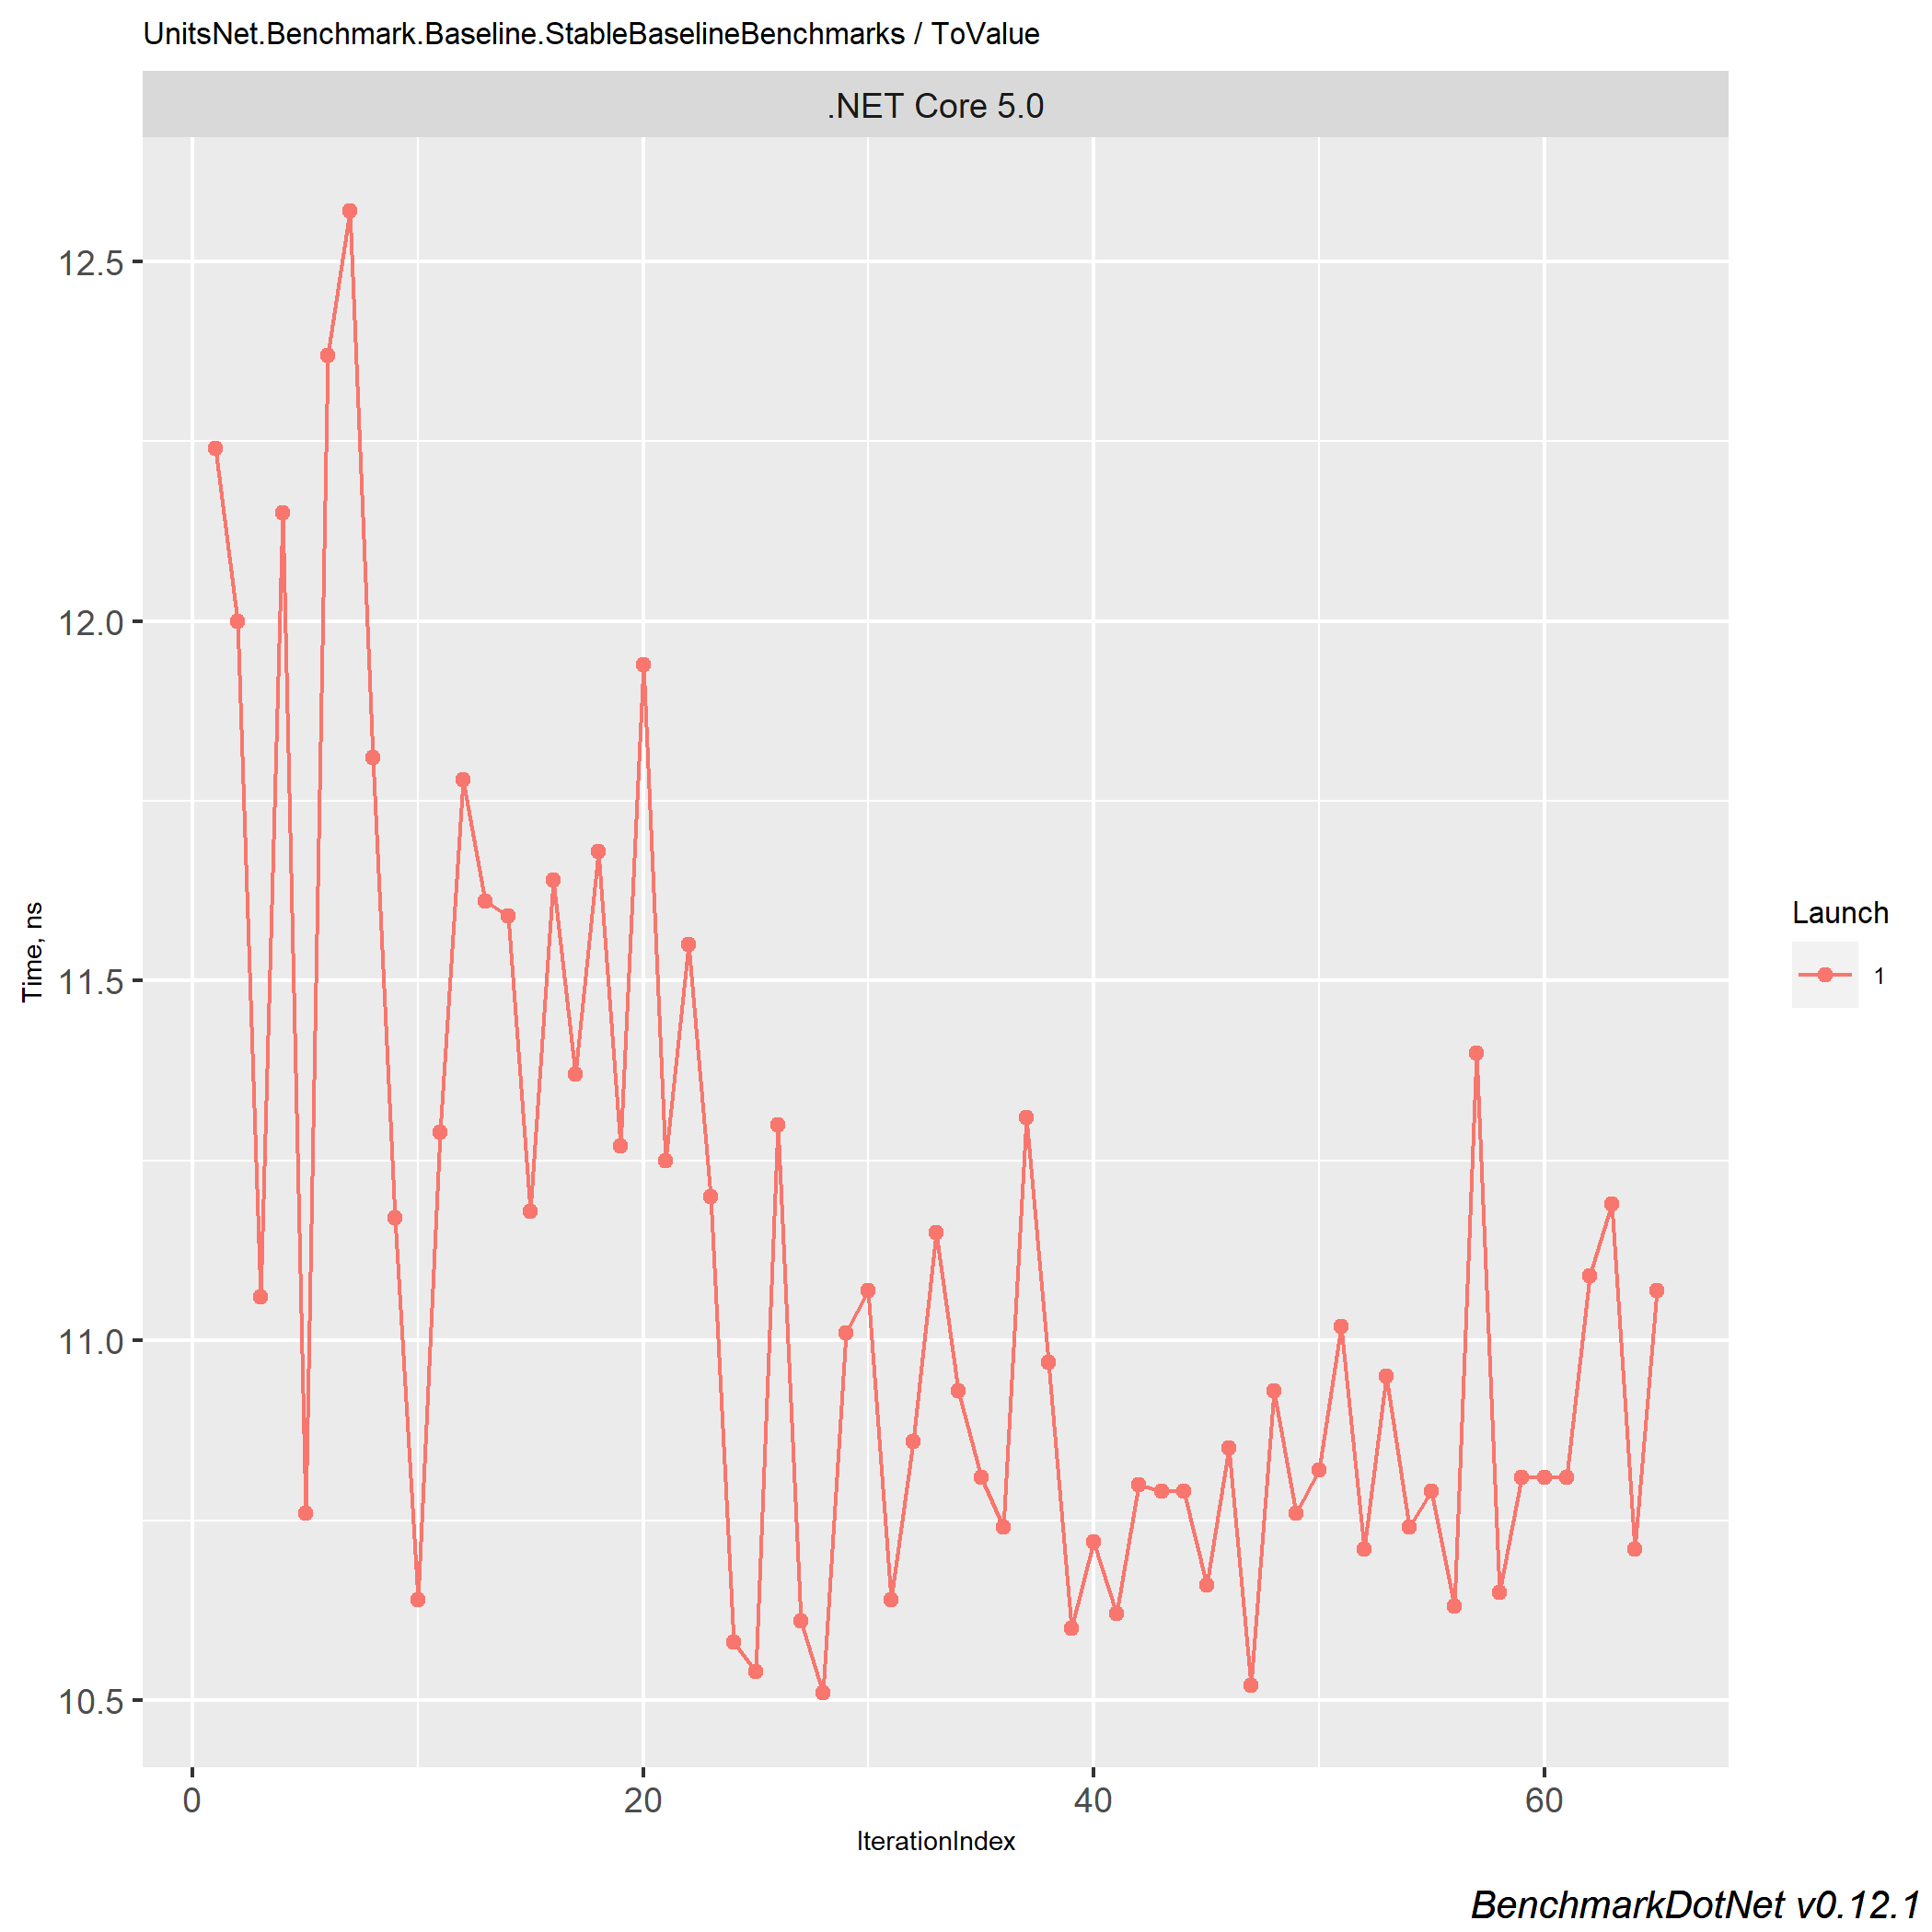 UnitsNet.Benchmark.Baseline.StableBaselineBenchmarks / ToValue
.NET Core 5.0
12.5
12.0
11.5
11.0
10.5
Time, ns
0
20
40
60
IterationIndex
Launch
1
BenchmarkDotNet v0.12.1